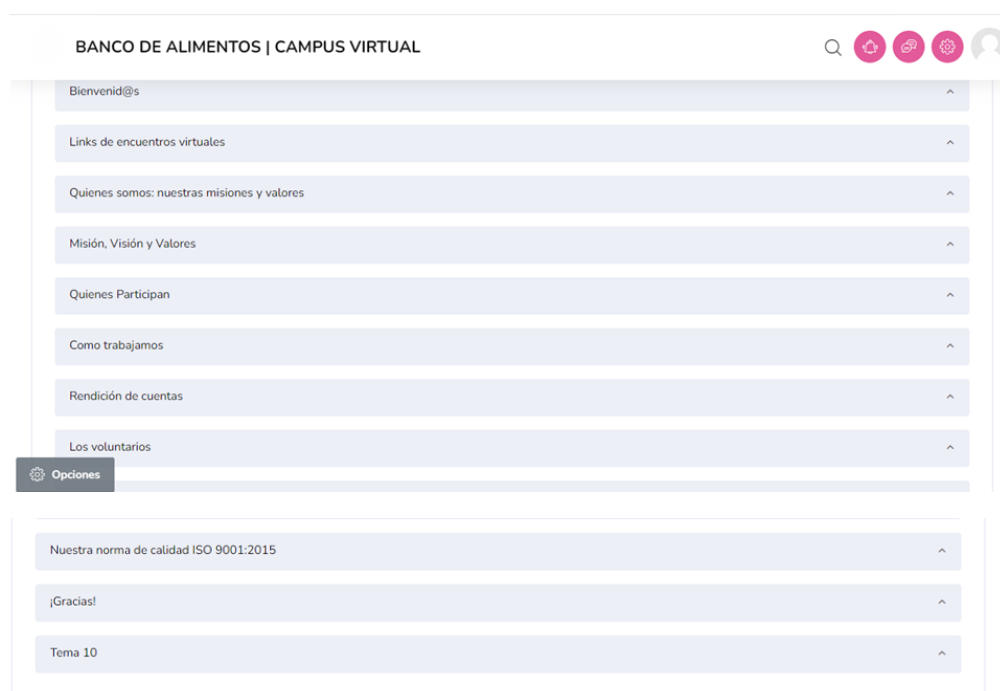 BANCO DE ALIMENTOS | CAMPUS VIRTUAL
Bienvenid@s
Links de encuentros virtuales
Quienes somos: nuestras misiones y valores
Misión, Visión y Valores
Quienes Participan
Como trabajamos
Rendición de cuentas
Los voluntarios
Opciones
Nuestra norma de calidad ISO 9001:2015
¡Gracias!
Tema 10